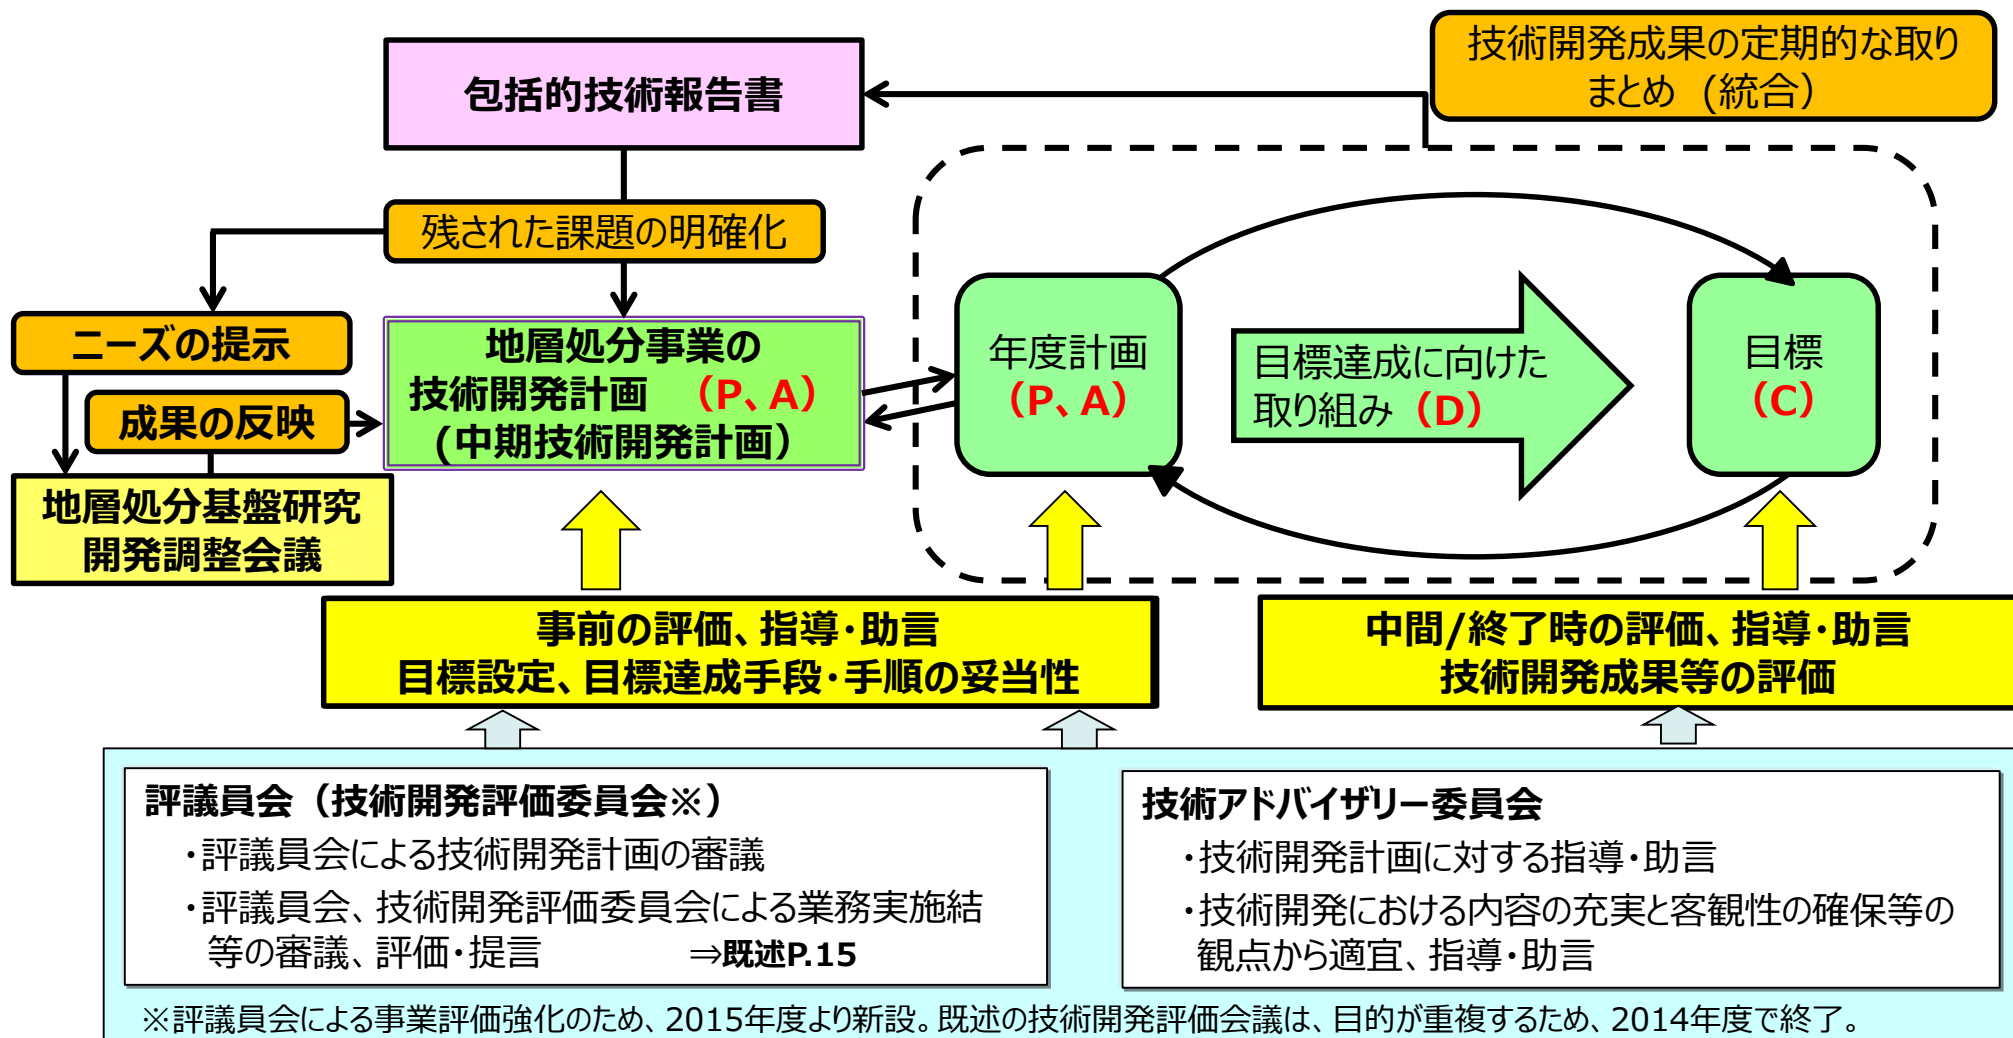 技術開発成果の定期的な取り
まとめ (統合)
包括的技術報告書
残された課題の明確化
ニーズの提示
成果の反映
地層処分基盤研究
開発調整会議
地層処分事業の
技術開発計画 (P、A)
(中期技術開発計画)
年度計画
(P、A)
目標達成に向けた
取り組み (D)
目標
(C)
事前の評価、指導・助言
目標設定、目標達成手段・手順の妥当性
中間/終了時の評価、指導・助言
技術開発成果等の評価
評議員会（技術開発評価委員会※）
・評議員会による技術開発計画の審議
・評議員会、技術開発評価委員会による業務実施結
等の審議、評価・提言 ⇒既述P.15
技術アドバイザリー委員会
・技術開発計画に対する指導・助言
・技術開発における内容の充実と客観性の確保等の
観点から適宜、指導・助言
※評議員会による事業評価強化のため、2015年度より新設。既述の技術開発評価会議は、目的が重複するため、2014年度で終了。